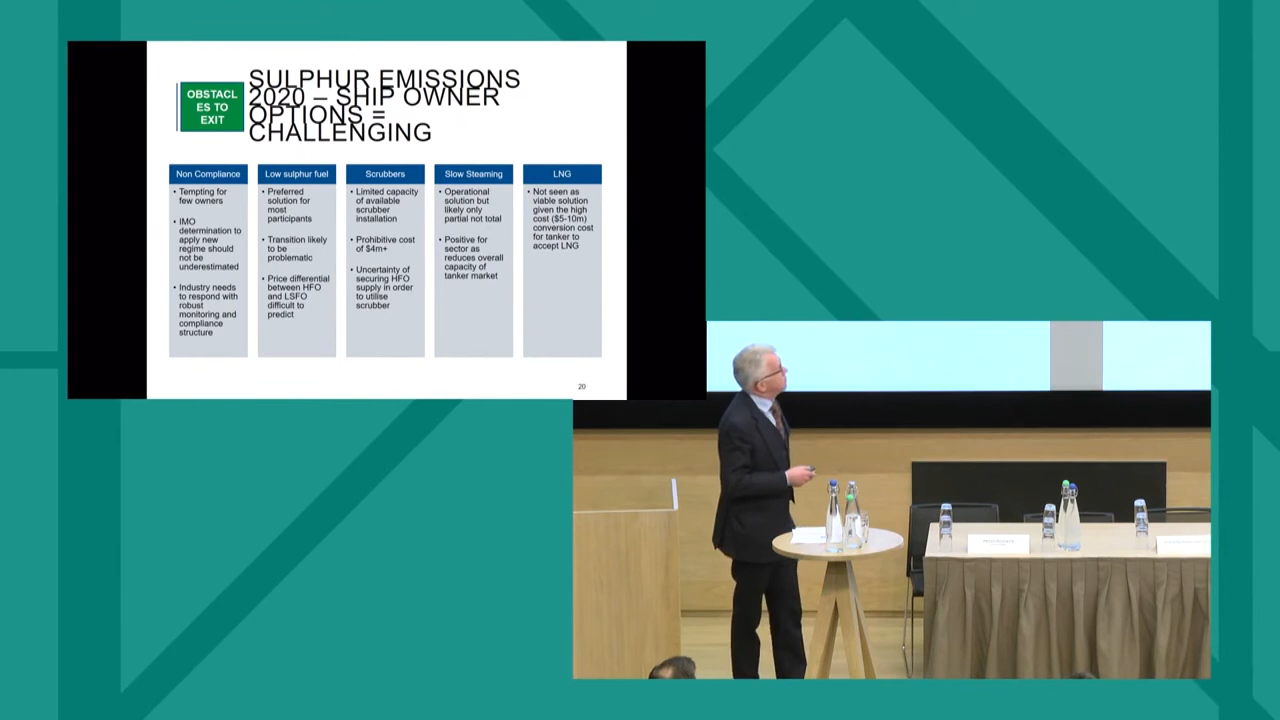 OBSTACL
ES TO
EXIT
SULPHUR EMISSIONS
2020 – SHIP OWNER
OPTIONS =
CHALLENGING
Non Compliance
• Tempting for
few owners
• IMO
determination to
apply new
regime should
not be
underestimated
• Industry needs
to respond with
robust
monitoring and
compliance
structure
Low sulphur fuel
• Preferred
solution for
most
participants
• Transition likely
to be
problematic
• Price differential
between HFO
and LSFO
difficult to
predict
Scrubbers
• Limited capacity
of available
scrubber
installation
• Prohibitive cost
of $4m+
• Uncertainty of
securing HFO
supply in order
to utilise
scrubber
Slow Steaming
• Operational
solution but
likely only
partial not total
• Positive for
sector as
reduces overall
capacity of
tanker market
LNG
• Not seen as
viable solution
given the high
cost ($5-10m)
conversion cost
for tanker to
accept LNG
20